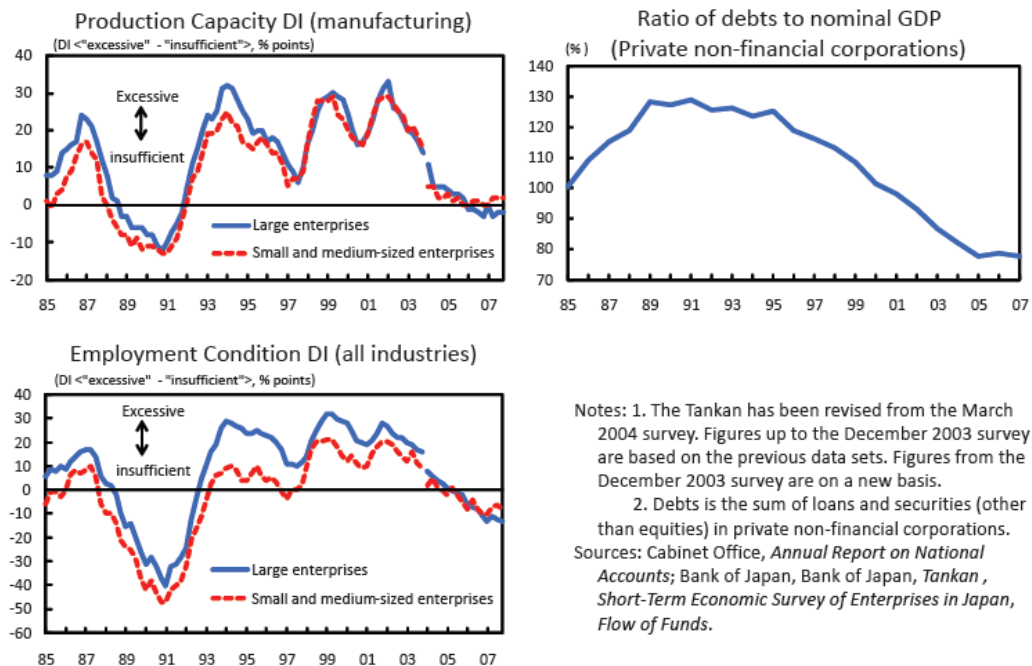 Production Capacity DI (manufacturing)
(DI <"excessive" - "insufficient">, % points)
40
30
20
10
0
-10
-20
Excessive
insufficient
Large enterprises
Small and medium-sized enterprises
85 87 89 91 93 95 97 99 01 03 05 07
Ratio of debts to nominal GDP
(Private non-financial corporations)
(%)
140
130
120
110
100
90
80
70
85 87 89 91 93 95 97 99 01 03 05 07
Employment Condition DI (all industries)
(DI <"excessive" - "insufficient">, % points)
40
30
20
10
0
-10
-20
-30
-40
-50
-60
Excessive
insufficient
Large enterprises
Small and medium-sized enterprises
85 87 89 91 93 95 97 99 01 03 05 07
Notes: 1. The Tankan has been revised from the March
2004 survey. Figures up to the December 2003 survey
are based on the previous data sets. Figures from the
December 2003 survey are on a new basis.
2. Debts is the sum of loans and securities (other
than equities) in private non-financial corporations.
Sources: Cabinet Office, Annual Report on National
Accounts; Bank of Japan, Bank of Japan, Tankan ,
Short-Term Economic Survey of Enterprises in Japan,
Flow of Funds.